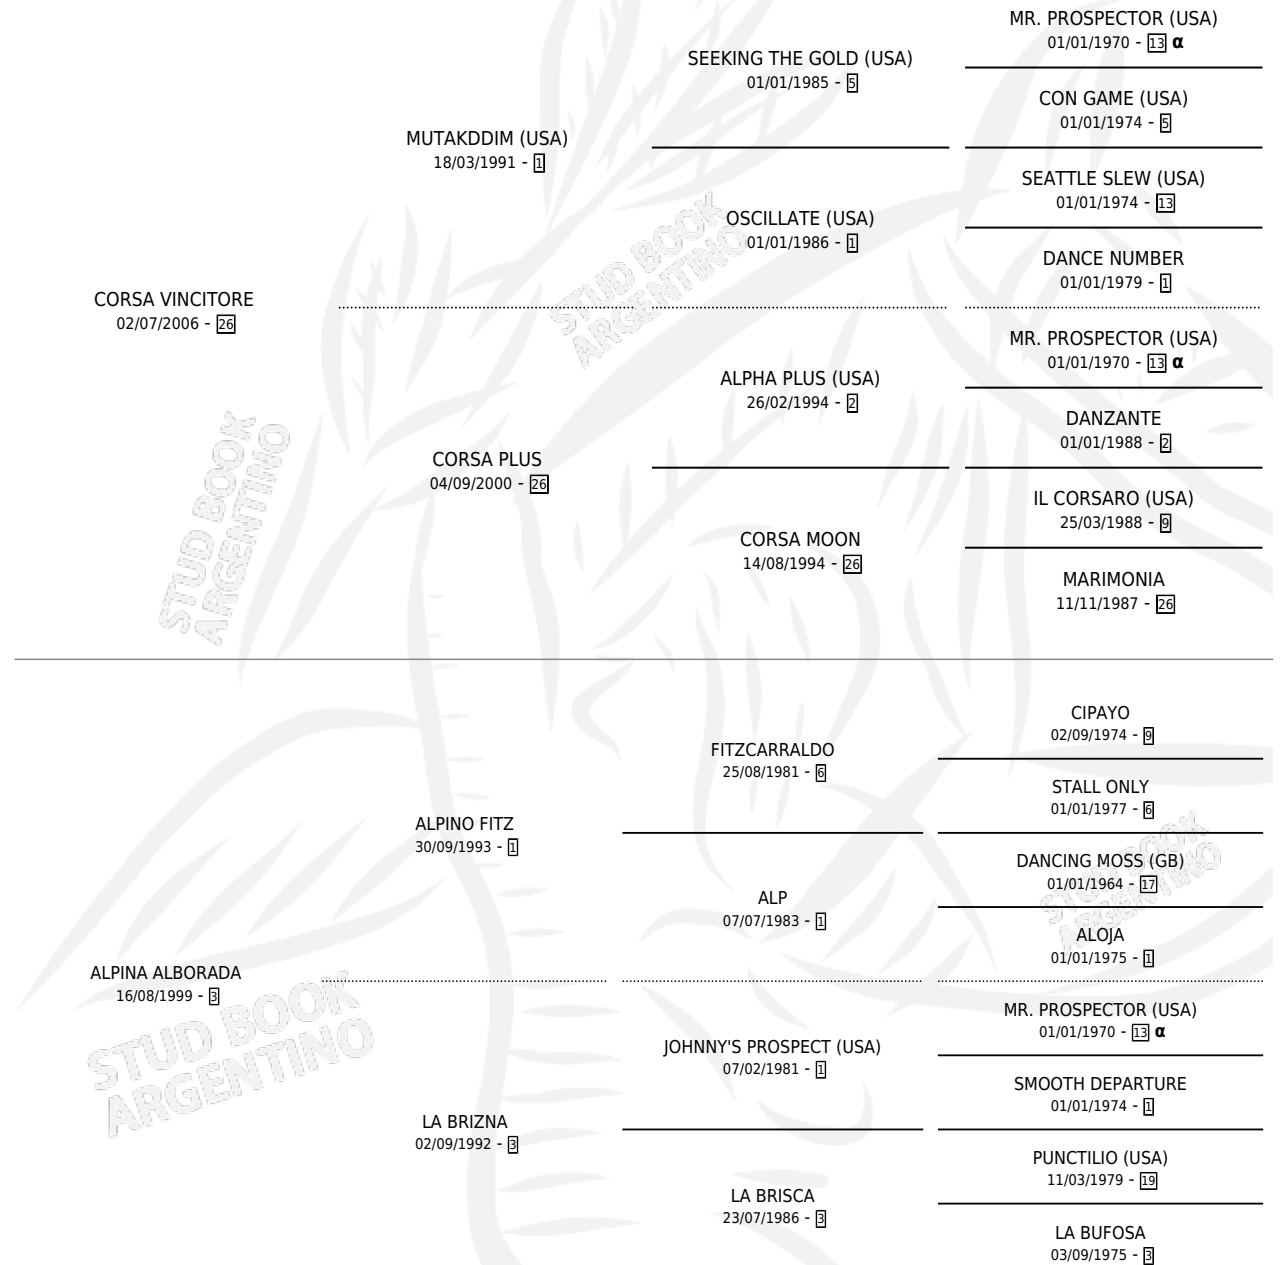 MR. PROSPECTOR (USA)
01/01/1970 - 13 α
SEEKING THE GOLD (USA)
01/01/1985 - 5
CON GAME (USA)
01/01/1974 - 5
MUTAKDDIM (USA)
18/03/1991 - 1
SEATTLE SLEW (USA)
01/01/1974 - 13
OSCILLATE (USA)
01/01/1986 - 1
DANCE NUMBER
01/01/1979 - 1
CORSA VINCITORE
02/07/2006 - 26
MR. PROSPECTOR (USA)
01/01/1970 - 13 α
ALPHA PLUS (USA)
26/02/1994 - 2
DANZANTE
01/01/1988 - 2
CORSA PLUS
04/09/2000 - 26
IL CORSARO (USA)
25/03/1988 - 9
CORSA MOON
14/08/1994 - 26
MARIMONIA
11/11/1987 - 26
CIPAYO
02/09/1974 - 9
FITZCARRALDO
25/08/1981 - 6
STALL ONLY
01/01/1977 - 6
ALPINO FITZ
30/09/1993 - 1
DANCING MOSS (GB)
01/01/1964 - 17
ALP
07/07/1983 - 1
ALOJA
01/01/1975 - 1
ALPINA ALBORADA
16/08/1999 - 3
MR. PROSPECTOR (USA)
01/01/1970 - 13 α
JOHNNY'S PROSPECT (USA)
07/02/1981 - 1
SMOOTH DEPARTURE
01/01/1974 - 1
LA BRIZNA
02/09/1992 - 3
PUNCTILIO (USA)
11/03/1979 - 19
LA BRISCA
23/07/1986 - 3
LA BUFOSA
03/09/1975 - 3
STUD BOOK
ARGENTINO
STUD BOOK
ARGENTINO
STUD BOOK
ARGENTINO
STUD BOOK
ARGENTINO